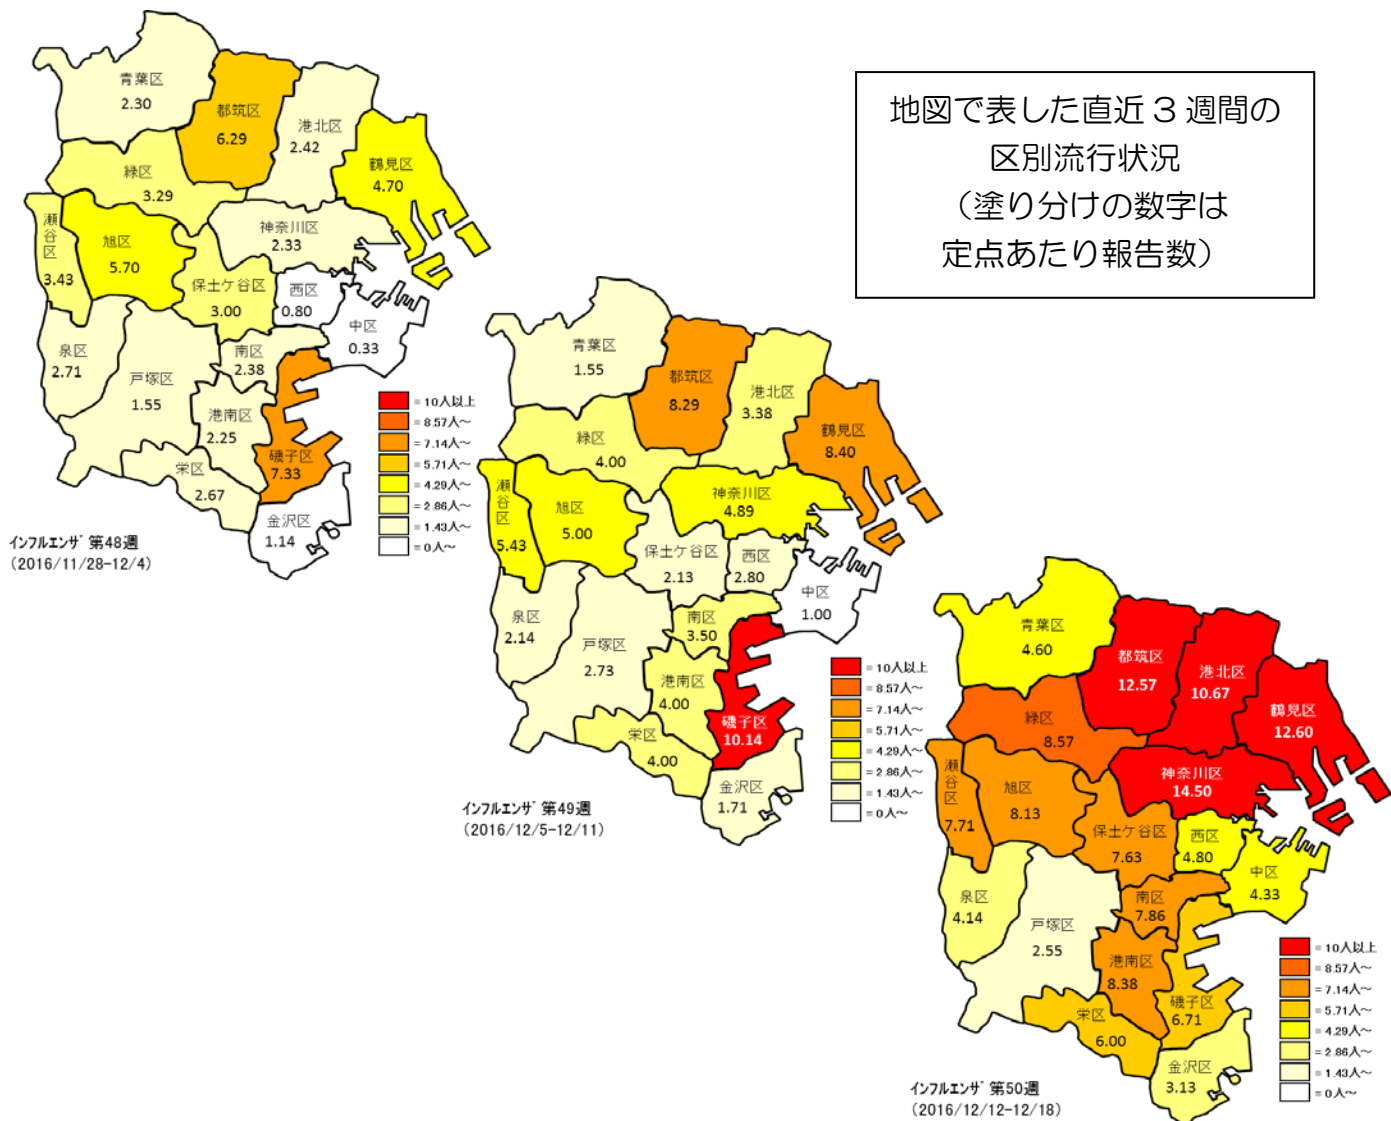 地図で表した直近3週間の
区別流行状況
（塗り分けの数字は
定点あたり報告数）
青葉区
2.30
都筑区
6.29
港北区
2.42
鶴見区
4.70
緑区
3.29
瀬谷区
3.43
旭区
5.70
神奈川区
2.33
保土ケ谷区
3.00
西区
0.80
中区
0.33
泉区
2.71
戸塚区
1.55
南区
2.38
港南区
2.25
磯子区
7.33
栄区
2.67
金沢区
1.14
= 10人以上
= 8.57人～
= 7.14人～
= 5.71人～
= 4.29人～
= 2.86人～
= 1.43人～
= 0人～
インフルエンザ 第48週
(2016/11/28-12/4)
青葉区
1.55
都筑区
8.29
港北区
3.38
鶴見区
8.40
緑区
4.00
瀬谷区
5.43
旭区
5.00
神奈川区
4.89
保土ケ谷区
2.13
西区
2.80
中区
1.00
泉区
2.14
戸塚区
2.73
南区
3.50
港南区
4.00
磯子区
10.14
栄区
4.00
金沢区
1.71
= 10人以上
= 8.57人～
= 7.14人～
= 5.71人～
= 4.29人～
= 2.86人～
= 1.43人～
= 0人～
インフルエンザ 第49週
(2016/12/5-12/11)
青葉区
4.60
都筑区
12.57
港北区
10.67
鶴見区
12.60
緑区
8.57
瀬谷区
7.71
旭区
8.13
神奈川区
14.50
保土ケ谷区
7.63
西区
4.80
中区
4.33
泉区
4.14
戸塚区
2.55
南区
7.86
港南区
8.38
磯子区
6.71
栄区
6.00
金沢区
3.13
= 10人以上
= 8.57人～
= 7.14人～
= 5.71人～
= 4.29人～
= 2.86人～
= 1.43人～
= 0人～
インフルエンザ 第50週
(2016/12/12-12/18)